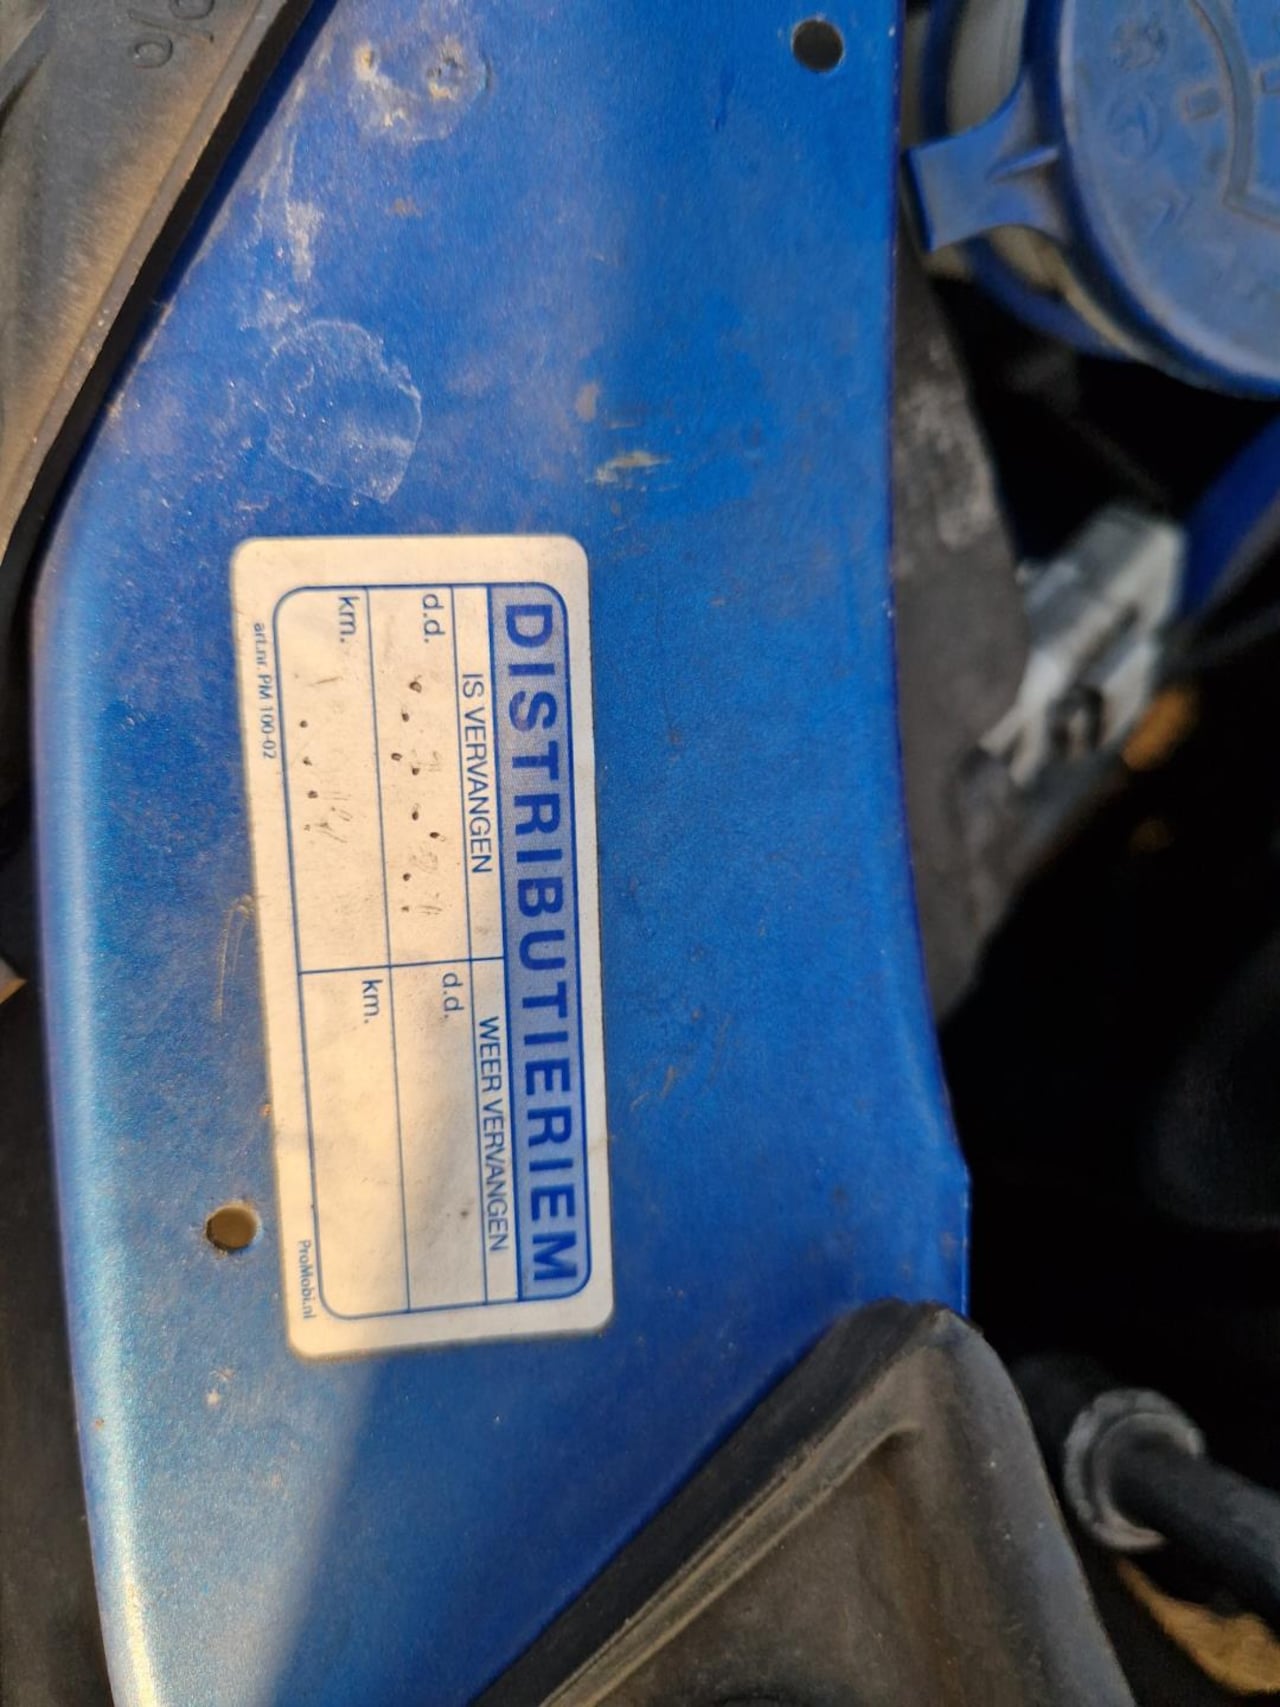 DISTRIBUTIERIEM
IS VERVANGEN WEER VERVANGEN
d.d. d.d.
km. km.
art.nr. PM 100-02 ProMobi.nl